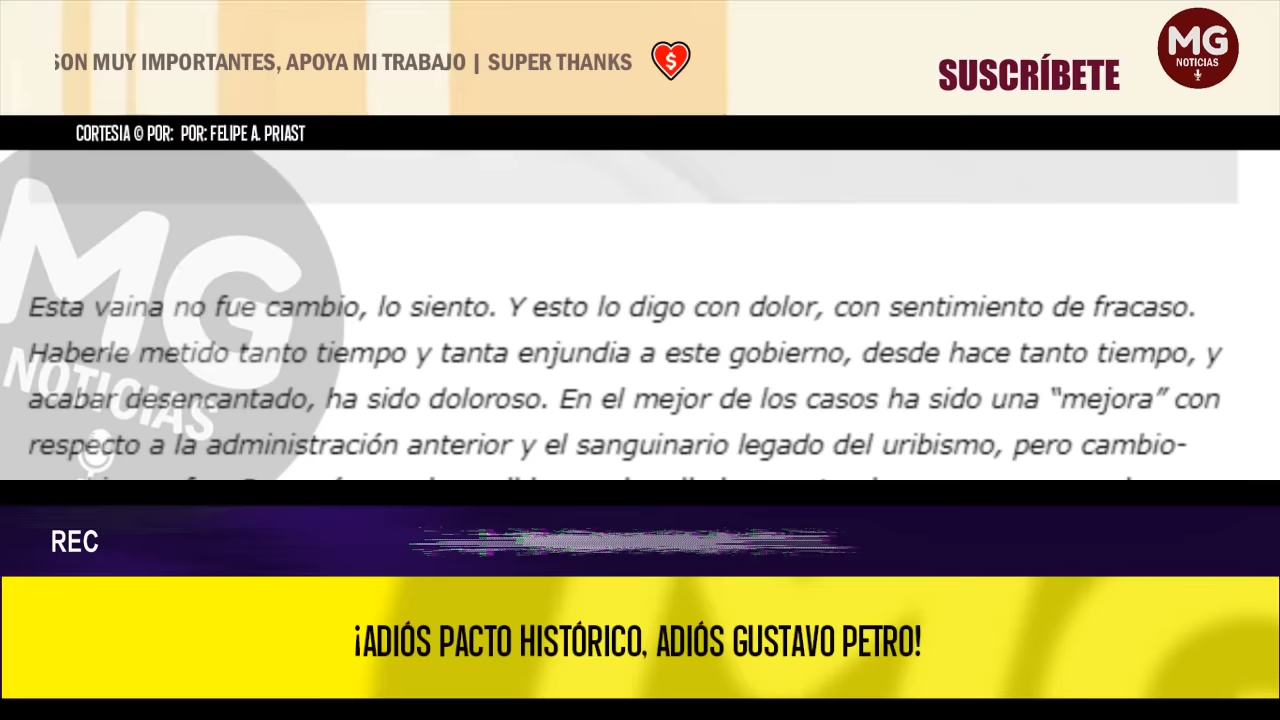 SON MUY IMPORTANTES, APOYA MI TRABAJO | SUPER THANKS
SUSCRÍBETE
MG
NOTICIAS
CORTESIA © POR: POR: FELIPE A. PRIAST
MG
NOTICIAS
Esta vaina no fue cambio, lo siento. Y esto lo digo con dolor, con sentimiento de fracaso.
Haberle metido tanto tiempo y tanta enjundia a este gobierno, desde hace tanto tiempo, y
acabar desencantado, ha sido doloroso. En el mejor de los casos ha sido una “mejora” con
respecto a la administración anterior y el sanguinario legado del uribismo, pero cambio-
REC
¡ADIÓS PACTO HISTÓRICO, ADIÓS GUSTAVO PETRO!